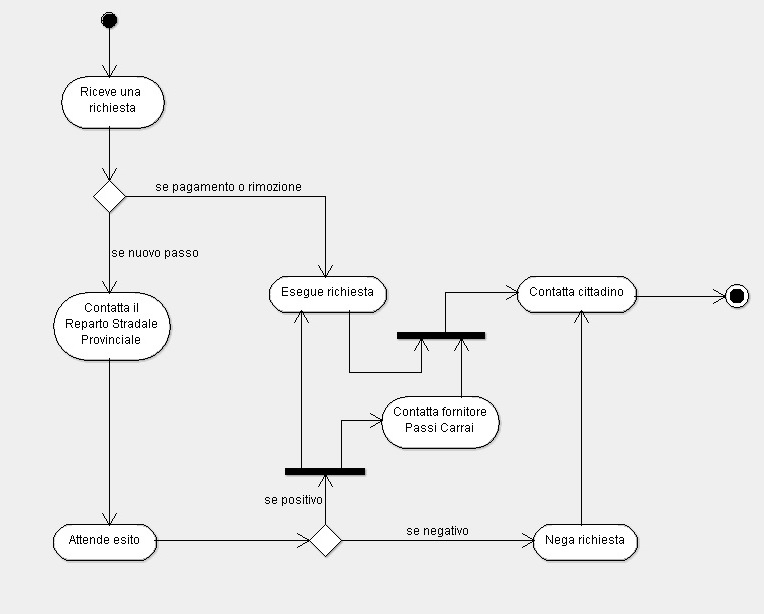 Riceve una
richiesta
se pagamento o rimozione
se nuovo passo
Contatta il
Reparto Stradale
Provinciale
Esegue richiesta
Contatta cittadino
Contatta fornitore
Passi Carrai
se positivo
Attende esito
se negativo
Nega richiesta